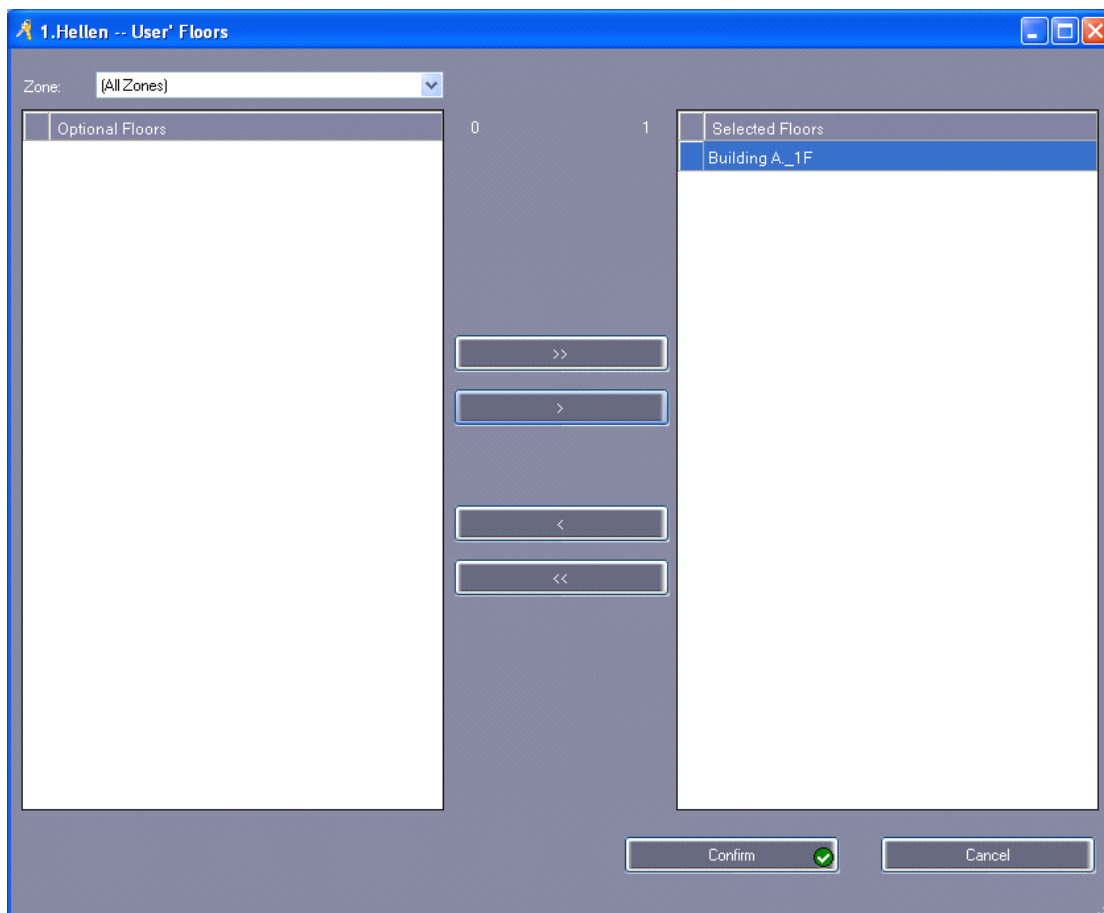 1.Hellen -- User' Floors
Zone: (All Zones)
Optional Floors 0 1 Selected Floors
Building A._1F
>>
>
<
<<
Confirm Cancel